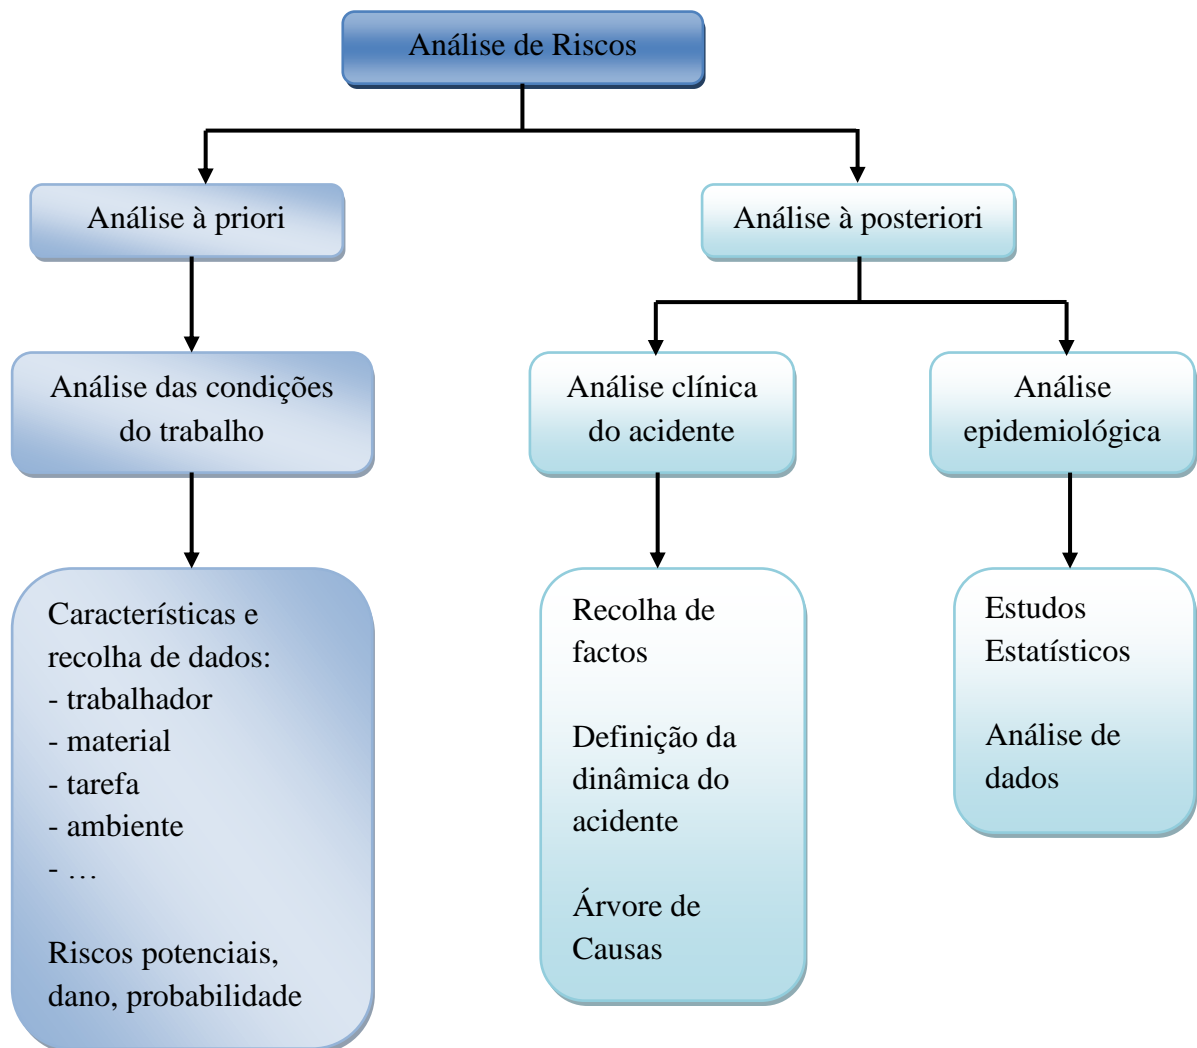 Análise de Riscos
Análise à priori
Análise à posteriori
Análise das condições
do trabalho
Análise clínica
do acidente
Análise
epidemiológica
Características e
recolha de dados:
- trabalhador
- material
- tarefa
- ambiente
- …
Riscos potenciais,
dano, probabilidade
Recolha de
factos
Definição da
dinâmica do
acidente
Árvore de
Causas
Estudos
Estatísticos
Análise de
dados